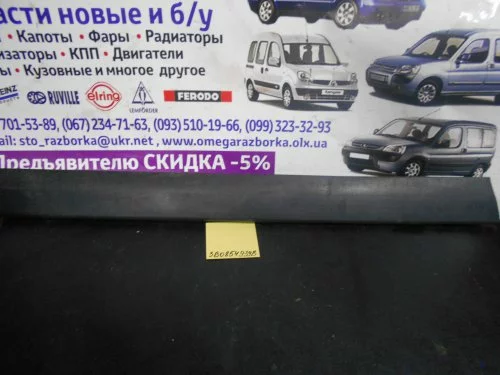 асти новые и б/у
• Капоты • Фары • Радиаторы
изаторы • КПП • Двигатели
ы • Кузовные и многое другое
RUVILLE elring LEMFÖRDER FERODO
701-53-89, (067) 234-71-63, (093) 510-19-66, (099) 323-32-93
ail: sto_razborka@ukr.net, www.omegarazborka.olx.ua
Предъявителю СКИДКА -5%